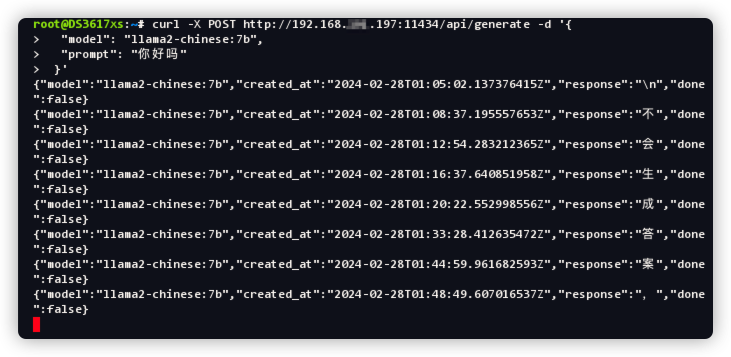 root@DS3617xs:~# curl -X POST http://192.168. .197:11434/api/generate -d '{
>   "model": "llama2-chinese:7b",
>   "prompt": "你好吗"
>  }'
{"model":"llama2-chinese:7b","created_at":"2024-02-28T01:05:02.137376415Z","response":"\n","done
":false}
{"model":"llama2-chinese:7b","created_at":"2024-02-28T01:08:37.195557653Z","response":"不","done
":false}
{"model":"llama2-chinese:7b","created_at":"2024-02-28T01:12:54.283212365Z","response":"会","done
":false}
{"model":"llama2-chinese:7b","created_at":"2024-02-28T01:16:37.640851958Z","response":"生","done
":false}
{"model":"llama2-chinese:7b","created_at":"2024-02-28T01:20:22.552998556Z","response":"成","done
":false}
{"model":"llama2-chinese:7b","created_at":"2024-02-28T01:33:28.412635472Z","response":"答","done
":false}
{"model":"llama2-chinese:7b","created_at":"2024-02-28T01:44:59.961682593Z","response":"案","done
":false}
{"model":"llama2-chinese:7b","created_at":"2024-02-28T01:48:49.607016537Z","response":"，","done
":false}